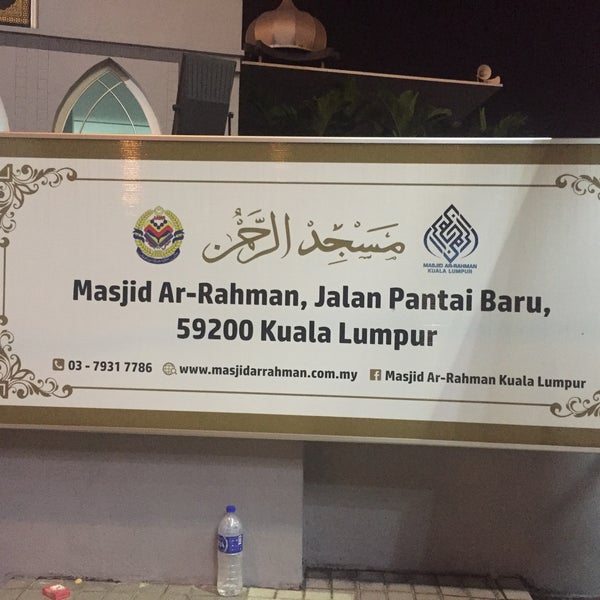 مَسْجِدُ الرَّحْمٰن
MASJID AR-RAHMAN
KUALA LUMPUR
Masjid Ar-Rahman, Jalan Pantai Baru,
59200 Kuala Lumpur
03 - 7931 7786 www.masjidarrahman.com.my Masjid Ar-Rahman Kuala Lumpur